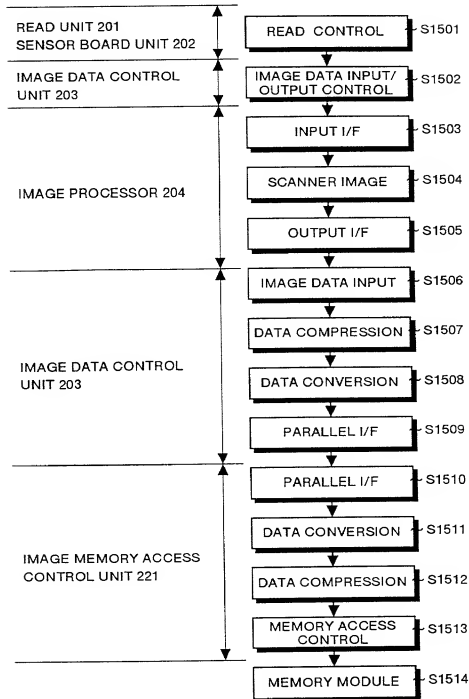 READ UNIT 201
SENSOR BOARD UNIT 202
READ CONTROL
S1501
IMAGE DATA CONTROL
UNIT 203
IMAGE DATA INPUT/
OUTPUT CONTROL
S1502
IMAGE PROCESSOR 204
INPUT I/F
S1503
SCANNER IMAGE
S1504
OUTPUT I/F
S1505
IMAGE DATA CONTROL
UNIT 203
IMAGE DATA INPUT
S1506
DATA COMPRESSION
S1507
DATA CONVERSION
S1508
PARALLEL I/F
S1509
IMAGE MEMORY ACCESS
CONTROL UNIT 221
PARALLEL I/F
S1510
DATA CONVERSION
S1511
DATA COMPRESSION
S1512
MEMORY ACCESS
CONTROL
S1513
MEMORY MODULE
S1514